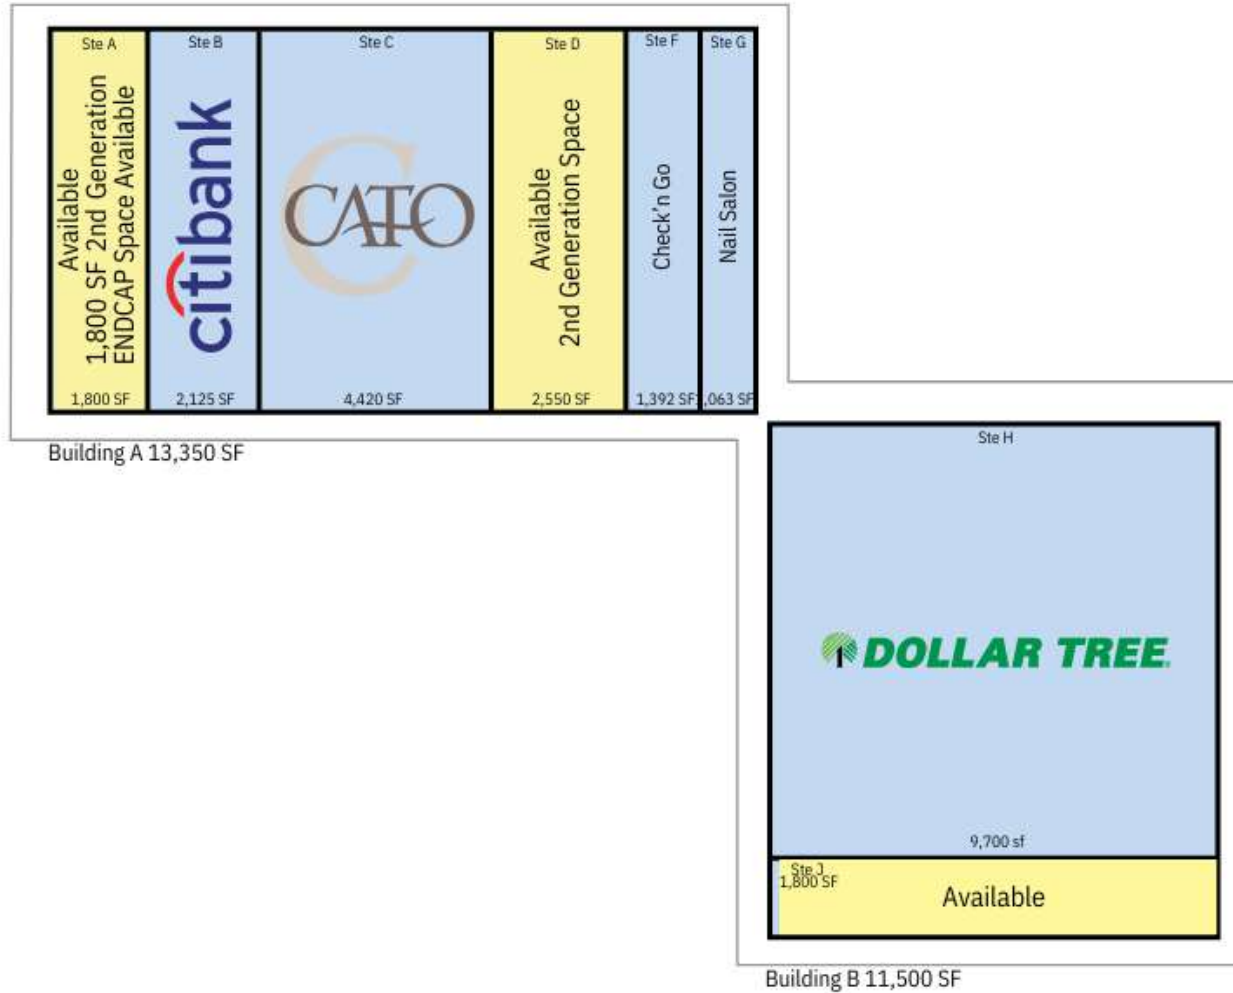 Ste A
Available
1,800 SF 2nd Generation
ENDCAP Space Available
1,800 SF
Ste B
citibank
2,125 SF
Ste C
C
CATO
4,420 SF
Ste D
Available
2nd Generation Space
2,550 SF
Ste F
Check'n Go
1,392 SF
Ste G
Nail Salon
,063 SF
Building A 13,350 SF
Ste H
DOLLAR TREE
9,700 sf
Ste J
1,800 SF
Available
Building B 11,500 SF